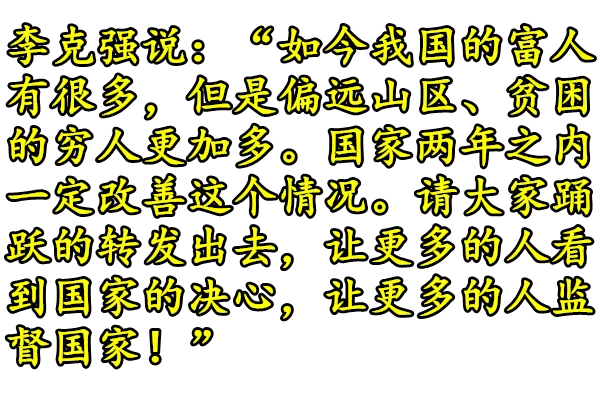 李克强说：“如今我国的富人
有很多，但是偏远山区、贫困
的穷人更加多。国家两年之内
一定改善这个情况。请大家踊
跃的转发出去，让更多的人看
到国家的决心，让更多的人监
督国家！”